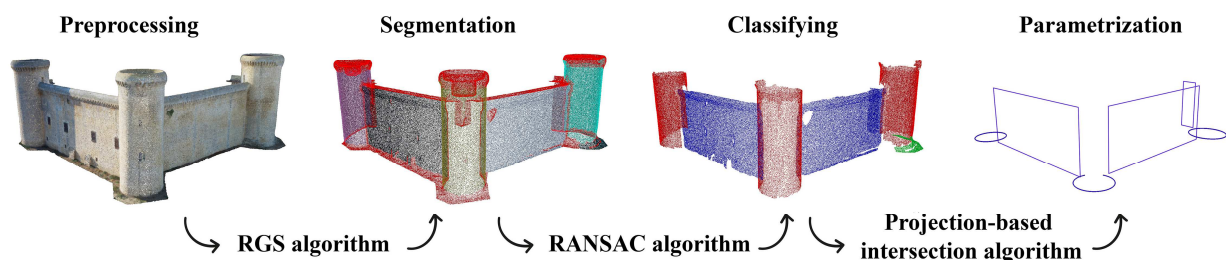 Preprocessing
Segmentation
Classifying
Parametrization
RGS algorithm
RANSAC algorithm
Projection-based
intersection algorithm